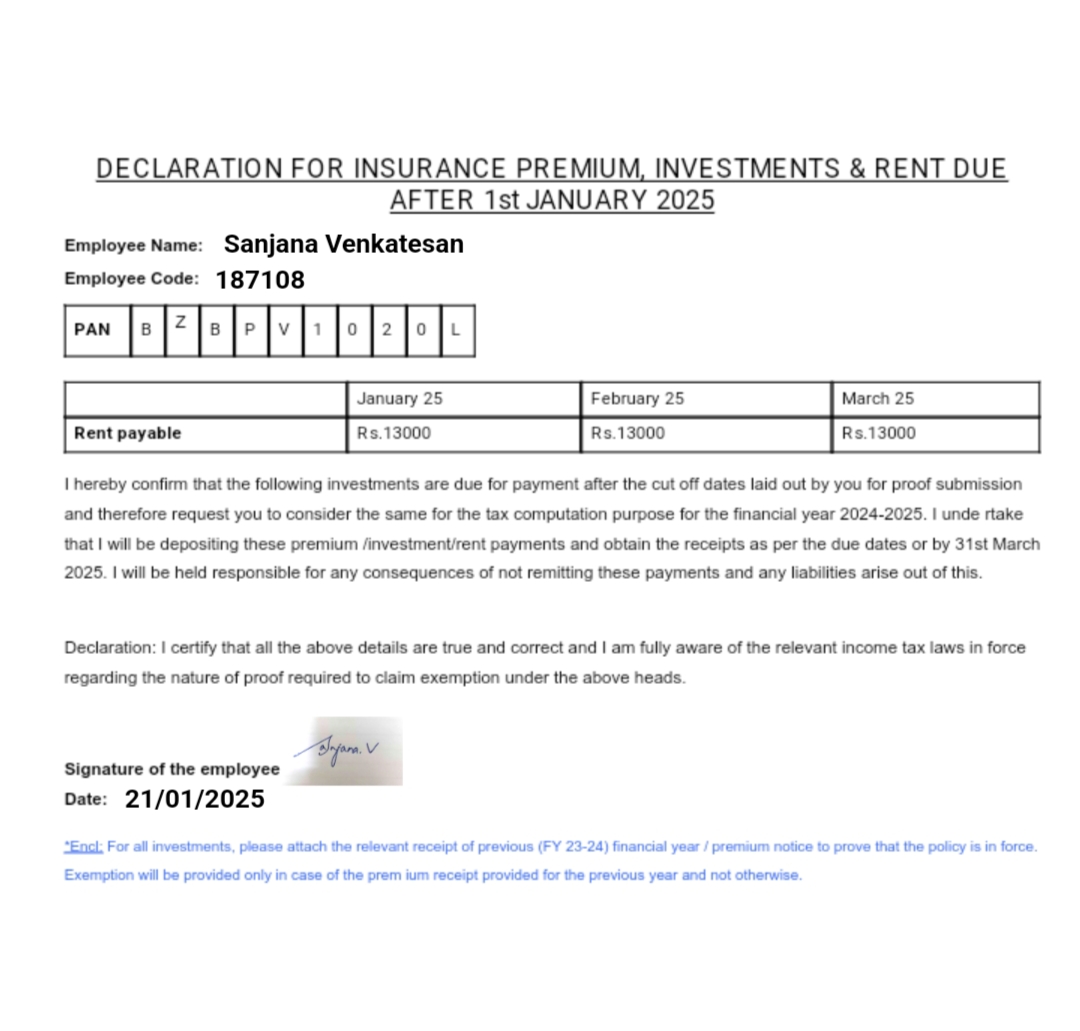 DECLARATION FOR INSURANCE PREMIUM, INVESTMENTS & RENT DUE
AFTER 1st JANUARY 2025
Employee Name: Sanjana Venkatesan
Employee Code: 187108
PAN B Z B P V 1 0 2 0 L
January 25 February 25 March 25
Rent payable Rs.13000 Rs.13000 Rs.13000
I hereby confirm that the following investments are due for payment after the cut off dates laid out by you for proof submission
and therefore request you to consider the same for the tax computation purpose for the financial year 2024-2025. I unde rtake
that I will be depositing these premium /investment/rent payments and obtain the receipts as per the due dates or by 31st March
2025. I will be held responsible for any consequences of not remitting these payments and any liabilities arise out of this.
Declaration: I certify that all the above details are true and correct and I am fully aware of the relevant income tax laws in force
regarding the nature of proof required to claim exemption under the above heads.
Signature of the employee
Date: 21/01/2025
*Encl: For all investments, please attach the relevant receipt of previous (FY 23-24) financial year / premium notice to prove that the policy is in force.
Exemption will be provided only in case of the prem ium receipt provided for the previous year and not otherwise.